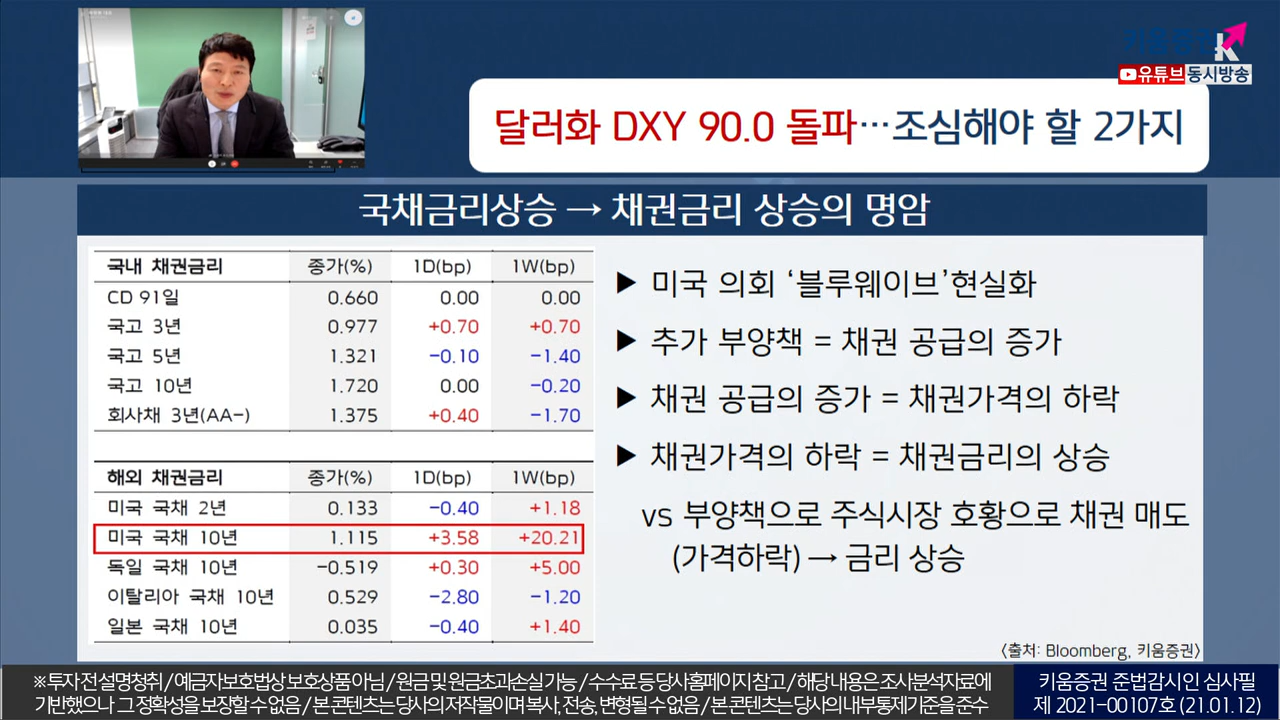 키움증권
유튜브 동시방송
달러화 DXY 90.0 돌파…조심해야 할 2가지
국채금리상승 → 채권금리 상승의 명암
국내 채권금리 종가(%) 1D(bp) 1W(bp)
CD 91일 0.660 0.00 0.00
국고 3년 0.977 +0.70 +0.70
국고 5년 1.321 −0.10 −1.40
국고 10년 1.720 0.00 −0.20
회사채 3년(AA−) 1.375 +0.40 −1.70
해외 채권금리 종가(%) 1D(bp) 1W(bp)
미국 국채 2년 0.133 −0.40 +1.18
미국 국채 10년 1.115 +3.58 +20.21
독일 국채 10년 −0.519 +0.30 +5.00
이탈리아 국채 10년 0.529 −2.80 −1.20
일본 국채 10년 0.035 −0.40 +1.40
▶ 미국 의회 ‘블루웨이브’현실화
▶ 추가 부양책 = 채권 공급의 증가
▶ 채권 공급의 증가 = 채권가격의 하락
▶ 채권가격의 하락 = 채권금리의 상승
vs 부양책으로 주식시장 호황으로 채권 매도
(가격하락) → 금리 상승
〈출처: Bloomberg, 키움증권〉
※ 투자 전 설명청취 / 예금자보호법상 보호상품 아님 / 원금 및 원금초과손실 가능 / 수수료 등 당사홈페이지 참고 / 해당 내용은 조사분석자료에
기반했으나 그 정확성을 보장할 수 없음 / 본 콘텐츠는 당사의 저작물이며 복사, 전송, 변형될 수 없음 / 본 콘텐츠는 당사의 내부통제기준을 준수
키움증권 준법감시인 심사필
제 2021-00107호 (21.01.12)